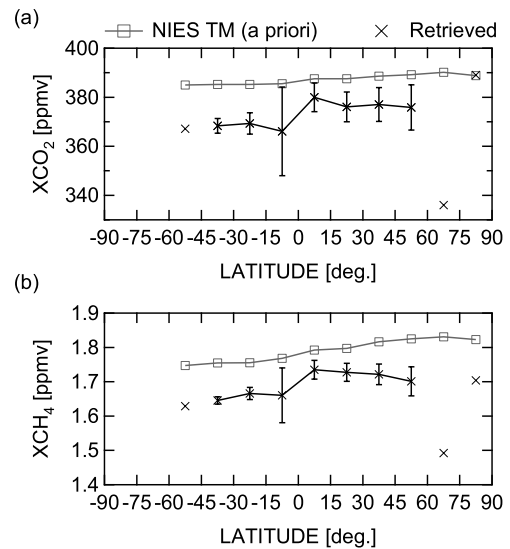 (a)
NIES TM (a priori) Retrieved
400
380
360
340
XCO2 [ppmv]
-90 -75 -60 -45 -30 -15 0 15 30 45 60 75 90
LATITUDE [deg.]
(b)
1.9
1.8
1.7
1.6
1.5
1.4
XCH4 [ppmv]
-90 -75 -60 -45 -30 -15 0 15 30 45 60 75 90
LATITUDE [deg.]